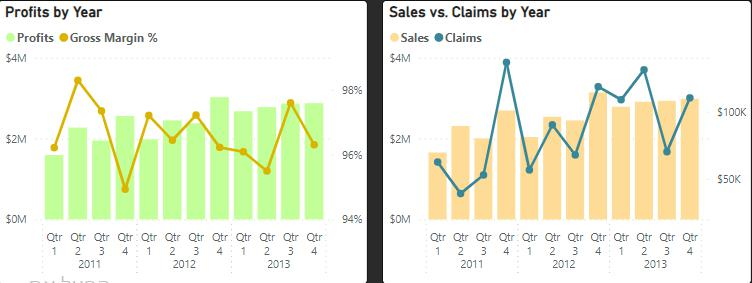 Profits by Year
Profits Gross Margin %
$4M
$2M
$0M
98%
96%
94%
Qtr 1 Qtr 2 Qtr 3 Qtr 4 Qtr 1 Qtr 2 Qtr 3 Qtr 4 Qtr 1 Qtr 2 Qtr 3 Qtr 4
2011 2012 2013
Sales vs. Claims by Year
Sales Claims
$4M
$2M
$0M
$100K
$50K
Qtr 1 Qtr 2 Qtr 3 Qtr 4 Qtr 1 Qtr 2 Qtr 3 Qtr 4 Qtr 1 Qtr 2 Qtr 3 Qtr 4
2011 2012 2013